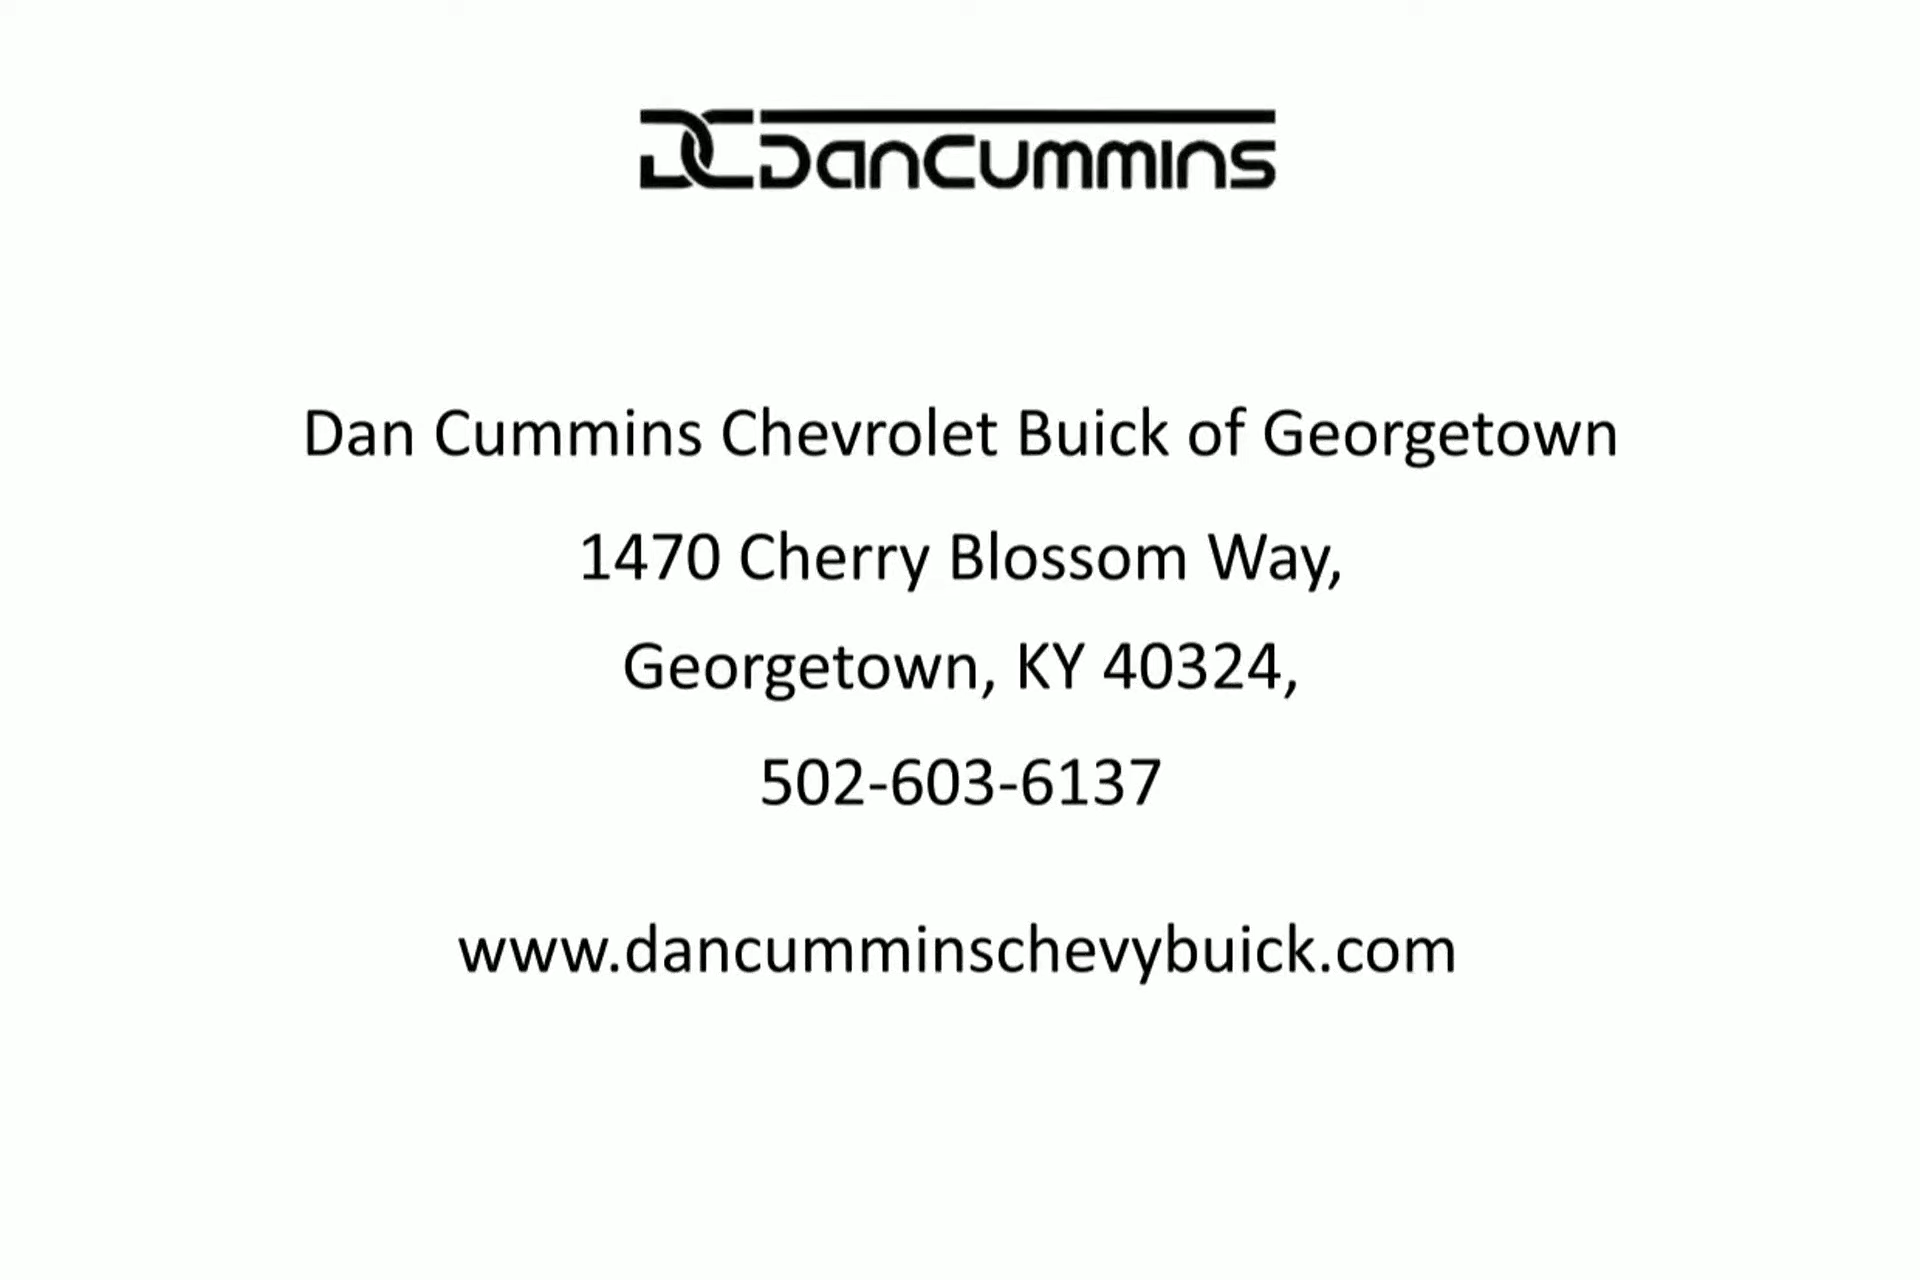 DC DanCummins
Dan Cummins Chevrolet Buick of Georgetown
1470 Cherry Blossom Way,
Georgetown, KY 40324,
502-603-6137
www.dancumminschevybuick.com